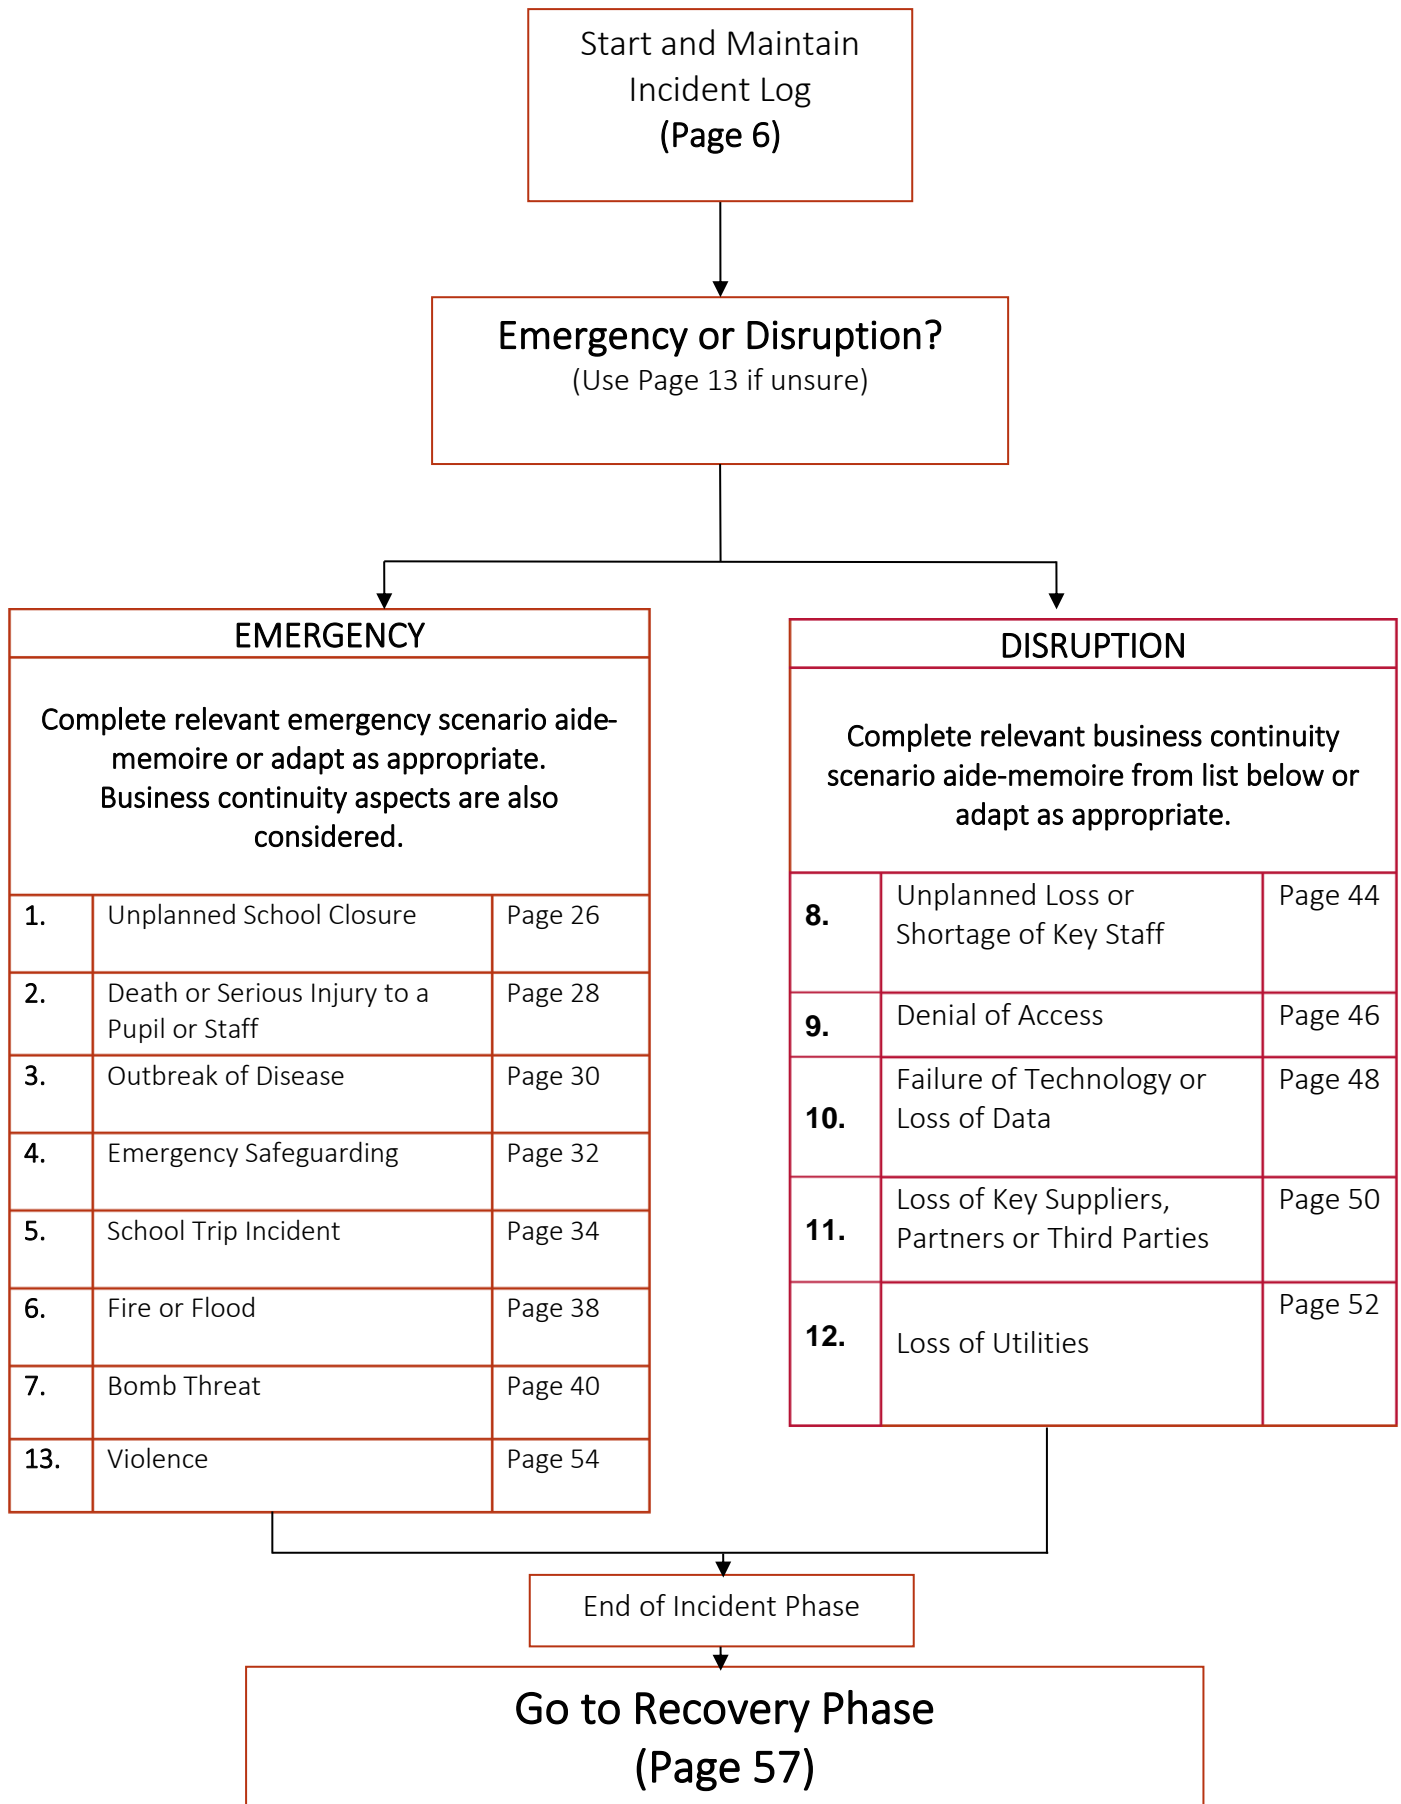 Start and Maintain
Incident Log
(Page 6)
Emergency or Disruption?
(Use Page 13 if unsure)
EMERGENCY
Complete relevant emergency scenario aide-
memoire or adapt as appropriate.
Business continuity aspects are also
considered.
1. Unplanned School Closure Page 26
2. Death or Serious Injury to a Page 28
Pupil or Staff
3. Outbreak of Disease Page 30
4. Emergency Safeguarding Page 32
5. School Trip Incident Page 34
6. Fire or Flood Page 38
7. Bomb Threat Page 40
13. Violence Page 54
DISRUPTION
Complete relevant business continuity
scenario aide-memoire from list below or
adapt as appropriate.
8. Unplanned Loss or Page 44
Shortage of Key Staff
9. Denial of Access Page 46
10. Failure of Technology or Page 48
Loss of Data
11. Loss of Key Suppliers, Page 50
Partners or Third Parties
12. Loss of Utilities Page 52
End of Incident Phase
Go to Recovery Phase
(Page 57)